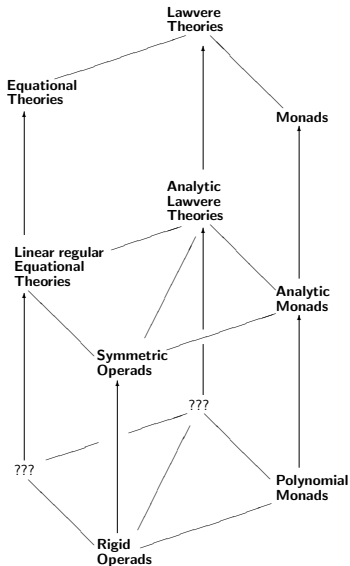 Lawvere
Theories
Equational
Theories
Monads
Analytic
Lawvere
Theories
Linear regular
Equational
Theories
Analytic
Monads
Symmetric
Operads
???
???
Polynomial
Monads
Rigid
Operads